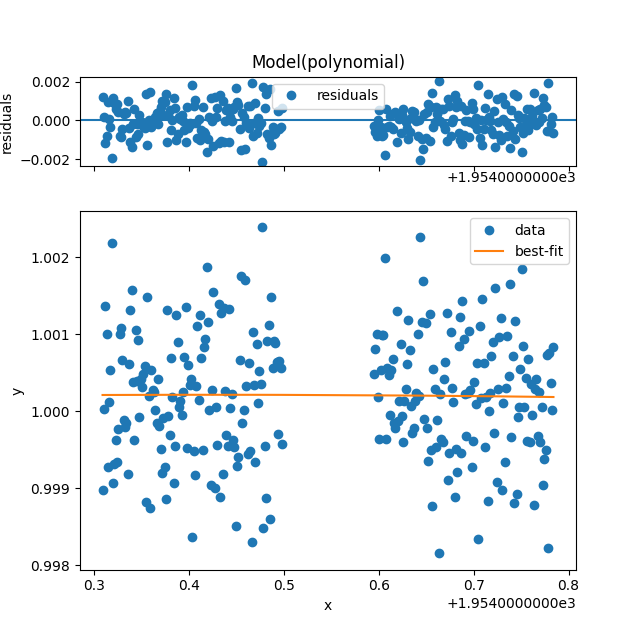 Model(polynomial)
0.002
0.000
−0.002
residuals
residuals
+1.9540000000e3
1.002
1.001
1.000
0.999
0.998
y
data
best-fit
0.3 0.4 0.5 0.6 0.7 0.8
x
+1.9540000000e3